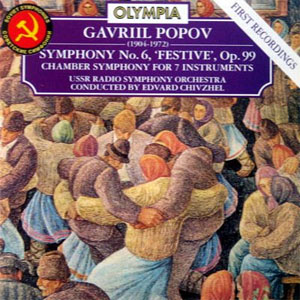 OLYMPIA
FIRST RECORDINGS
GAVRIIL POPOV
(1904-1972)
SYMPHONY No. 6, 'FESTIVE', Op. 99
CHAMBER SYMPHONY FOR 7 INSTRUMENTS
USSR RADIO SYMPHONY ORCHESTRA
CONDUCTED BY EDVARD CHIVZHEL